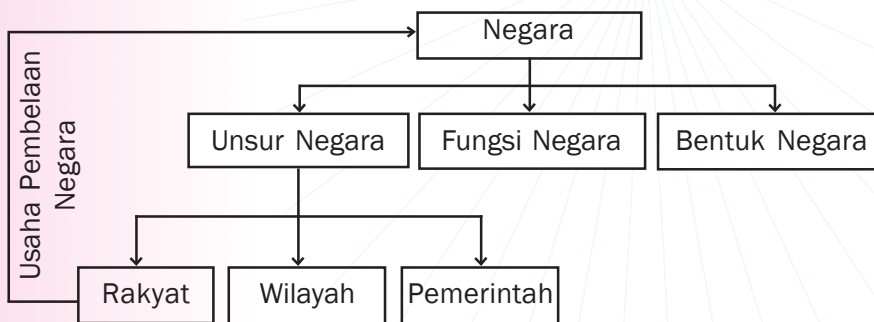 Negara
Unsur Negara
Fungsi Negara
Bentuk Negara
Usaha Pembelaan
Negara
Rakyat
Wilayah
Pemerintah